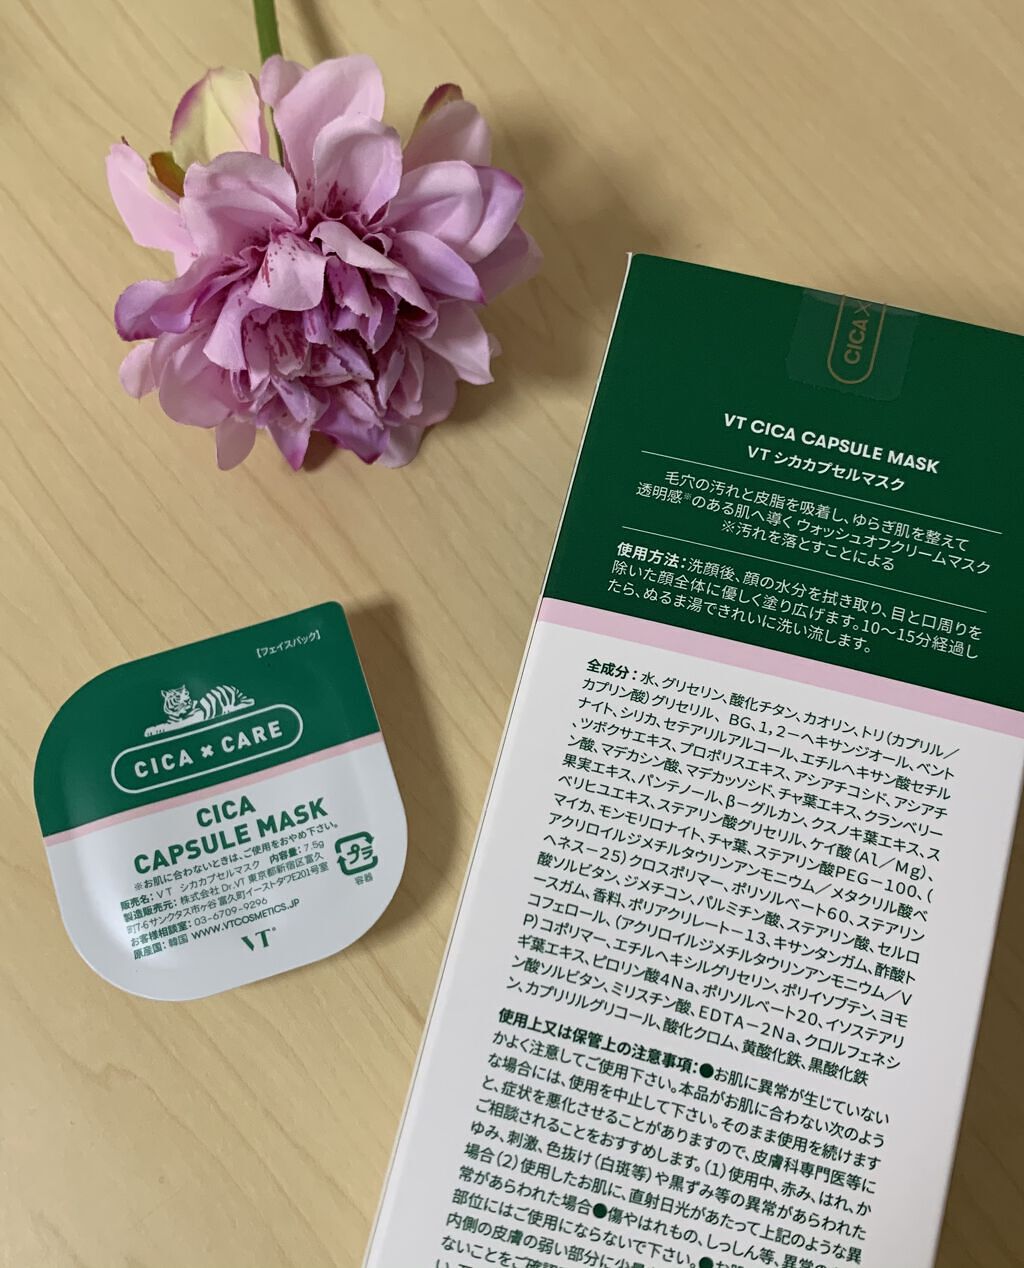 【フェイスパック】
CICA × CARE
CICA
CAPSULE MASK
※お肌に合わないときは、ご使用をおやめ下さい。
販売名：VT シカカプセルマスク 内容量：7.5g
製造販売元：株式会社 Dr.VT 東京都新宿区富久
町7-6サンクタス市ヶ谷富久町イーストタワE201号室
お客様相談室：03-6709-9296
原産国：韓国 WWW.VTCOSMETICS.JP
プラ
容器
VT
CICA ×
VT CICA CAPSULE MASK
VT シカカプセルマスク
毛穴の汚れと皮脂を吸着し、ゆらぎ肌を整えて
透明感※のある肌へ導くウォッシュオフクリームマスク
※汚れを落とすことによる
使用方法：洗顔後、顔の水分を拭き取り、目と口周りを
除いた顔全体に優しく塗り広げます。10～15分経過し
たら、ぬるま湯できれいに洗い流します。
全成分：水、グリセリン、酸化チタン、カオリン、トリ(カプリル／
カプリン酸)グリセリル、BG、1，2－ヘキサンジオール、ベント
ナイト、シリカ、セテアリルアルコール、エチルヘキサン酸セチル
、ツボクサエキス、プロポリスエキス、アシアチコシド、アシアチ
ン酸、マデカシン酸、マデカッソシド、チャ葉エキス、クランベリー
果実エキス、パンテノール、β－グルカン、クスノキ葉エキス、ス
ベリヒユエキス、ステアリン酸グリセリル、ケイ酸(Al／Mg)、
マイカ、モンモリロナイト、チャ葉、ステアリン酸PEG－100、(
アクリロイルジメチルタウリンアンモニウム／メタクリル酸ベ
ヘネス－25)クロスポリマー、ポリソルベート60、ステアリン
酸ソルビタン、ジメチコン、パルミチン酸、ステアリン酸、セルロ
ースガム、香料、ポリアクリレート－13、キサンタンガム、酢酸ト
コフェロール、(アクリロイルジメチルタウリンアンモニウム／V
P)コポリマー、エチルヘキシルグリセリン、ポリイソブテン、ヨモ
ギ葉エキス、ピロリン酸4Na、ポリソルベート20、イソステアリ
ン酸ソルビタン、ミリスチン酸、EDTA－2Na、クロルフェネシ
ン、カプリリルグリコール、酸化クロム、黄酸化鉄、黒酸化鉄
使用上又は保管上の注意事項：●お肌に異常が生じていない
かよく注意してご使用下さい。本品がお肌に合わない次のよう
な場合には、使用を中止して下さい。そのまま使用を続けます
と、症状を悪化させることがありますので、皮膚科専門医等に
ご相談されることをおすすめします。(1)使用中、赤み、はれ、か
ゆみ、刺激、色抜け(白斑等)や黒ずみ等の異常があらわれた
場合(2)使用したお肌に、直射日光があたって上記のような異
常があらわれた場合●傷やはれもの、しっしん等、異常の
部位にはご使用にならないで下さい。●お肌
内側の皮膚の弱い部分に少量
ないことをご確認